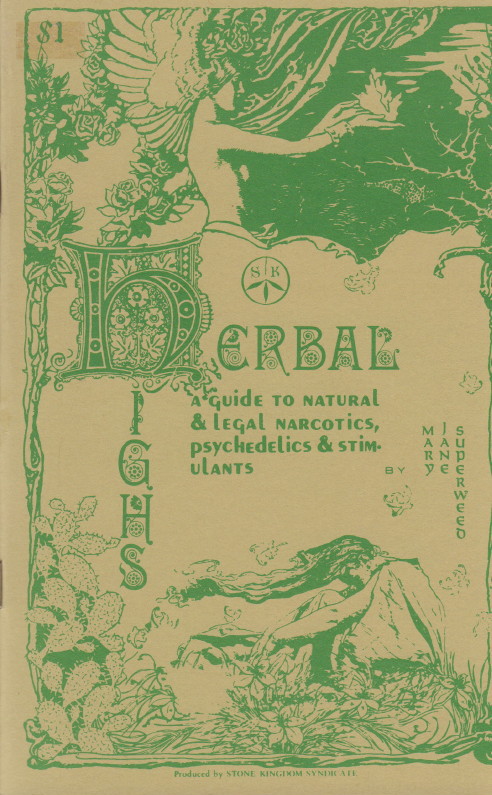 $1
S K
HERBAL
HIGHS
A GUIDE TO NATURAL
& LEGAL NARCOTICS,
PSYCHEDELICS & STIM-
ULANTS
BY
MARY
JANE
SUPERWEED
Produced by STONE KINGDOM SYNDICATE